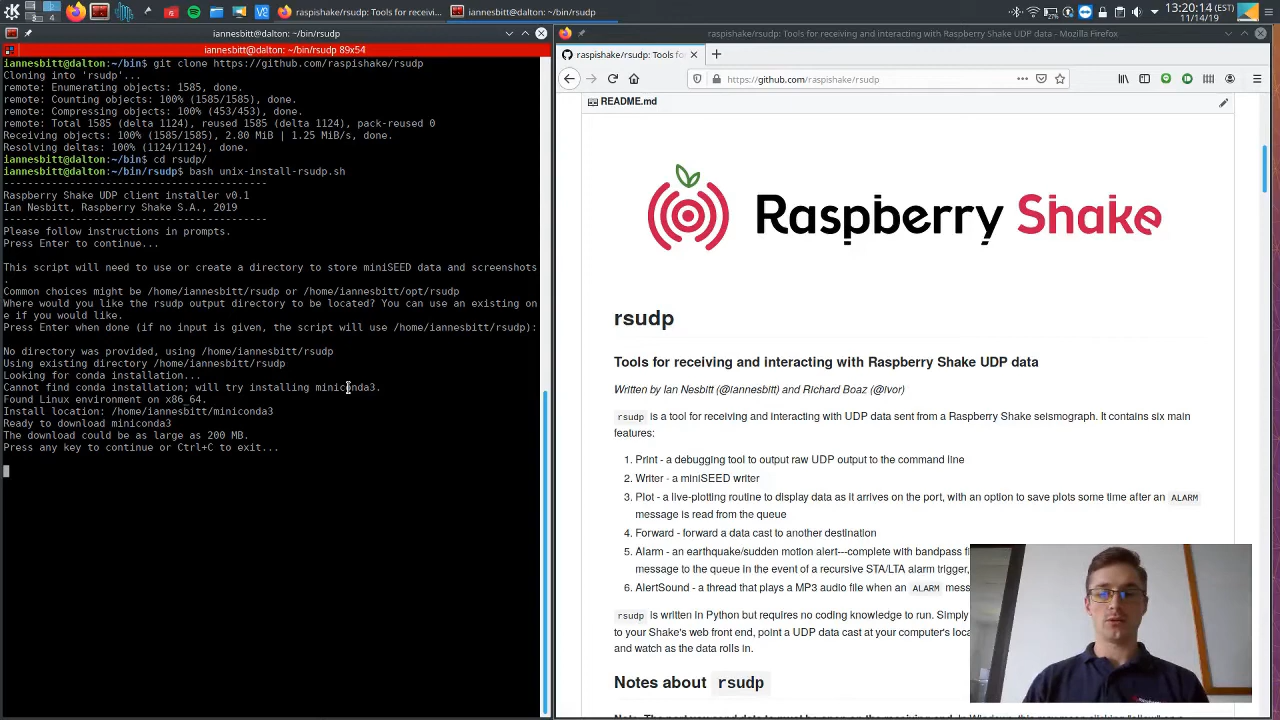 raspishake/rsudp: Tools for receivi...
iannesbitt@dalton: ~/bin/rsudp
13:20:14 (EST)
11/14/19
iannesbitt@dalton: ~/bin/rsudp
raspishake/rsudp: Tools for receiving and interacting with Raspberry Shake UDP data - Mozilla Firefox
iannesbitt@dalton: ~/bin/rsudp 89x54
raspishake/rsudp: Tools fo
https://github.com/raspishake/rsudp
iannesbitt@dalton:~/bin$ git clone https://github.com/raspishake/rsudp
Cloning into 'rsudp'...
remote: Enumerating objects: 1585, done.
remote: Counting objects: 100% (1585/1585), done.
remote: Compressing objects: 100% (453/453), done.
remote: Total 1585 (delta 1124), reused 1585 (delta 1124), pack-reused 0
Receiving objects: 100% (1585/1585), 2.80 MiB | 1.25 MiB/s, done.
Resolving deltas: 100% (1124/1124), done.
iannesbitt@dalton:~/bin$ cd rsudp/
iannesbitt@dalton:~/bin/rsudp$ bash unix-install-rsudp.sh
----------------------------------------
Raspberry Shake UDP client installer v0.1
Ian Nesbitt, Raspberry Shake S.A., 2019
----------------------------------------
Please follow instructions in prompts.
Press Enter to continue...
This script will need to use or create a directory to store miniSEED data and screenshots
.
Common choices might be /home/iannesbitt/rsudp or /home/iannesbitt/opt/rsudp
Where would you like the rsudp output directory to be located? You can use an existing on
e if you would like.
Press Enter when done (if no input is given, the script will use /home/iannesbitt/rsudp):
No directory was provided, using /home/iannesbitt/rsudp
Using existing directory /home/iannesbitt/rsudp
Looking for conda installation...
Cannot find conda installation; will try installing miniconda3.
Found Linux environment on x86_64.
Install location: /home/iannesbitt/miniconda3
Ready to download miniconda3
The download could be as large as 200 MB.
Press any key to continue or Ctrl+C to exit...
README.md
Raspberry Shake
rsudp
Tools for receiving and interacting with Raspberry Shake UDP data
Written by Ian Nesbitt (@iannesbitt) and Richard Boaz (@ivor)
rsudp is a tool for receiving and interacting with UDP data sent from a Raspberry Shake seismograph. It contains six main
features:
1. Print - a debugging tool to output raw UDP output to the command line
2. Writer - a miniSEED writer
3. Plot - a live-plotting routine to display data as it arrives on the port, with an option to save plots some time after an ALARM
message is read from the queue
4. Forward - forward a data cast to another destination
5. Alarm - an earthquake/sudden motion alert---complete with bandpass f
message to the queue in the event of a recursive STA/LTA alarm trigger,
6. AlertSound - a thread that plays a MP3 audio file when an ALARM mess
rsudp is written in Python but requires no coding knowledge to run. Simply
to your Shake's web front end, point a UDP data cast at your computer's loca
and watch as the data rolls in.
Notes about rsudp